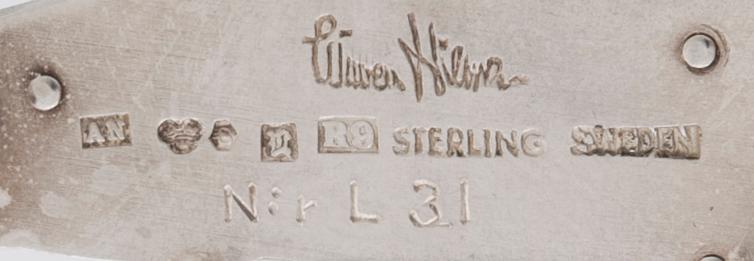 Wiwen Nilsson
AN S R9 STERLING SWEDEN
N:r L 31